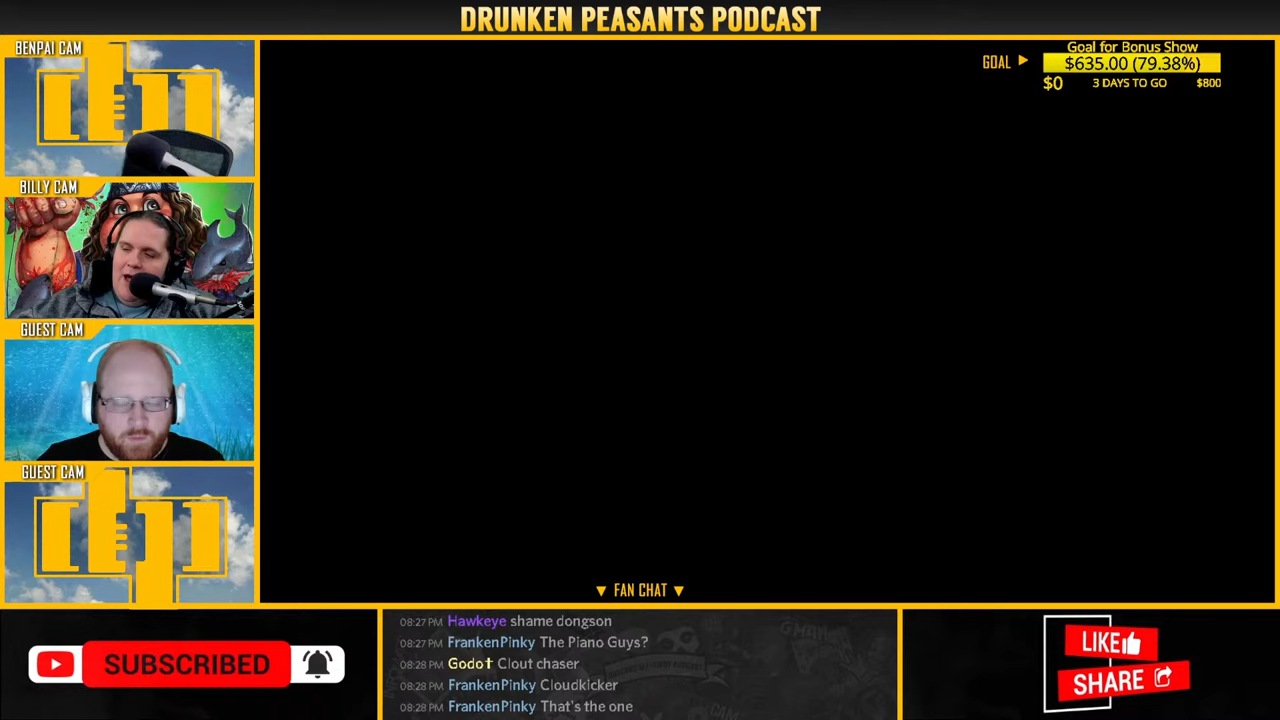 DRUNKEN PEASANTS PODCAST
BENPAI CAM
BILLY CAM
GUEST CAM
GUEST CAM
GOAL ►
Goal for Bonus Show
$635.00 (79.38%)
$0 3 DAYS TO GO $800
▼ FAN CHAT ▼
08:27 PM Hawkeye shame dongson
08:27 PM FrankenPinky The Piano Guys?
08:28 PM Godo† Clout chaser
08:28 PM FrankenPinky Cloudkicker
08:28 PM FrankenPinky That's the one
SUBSCRIBED
LIKE
SHARE